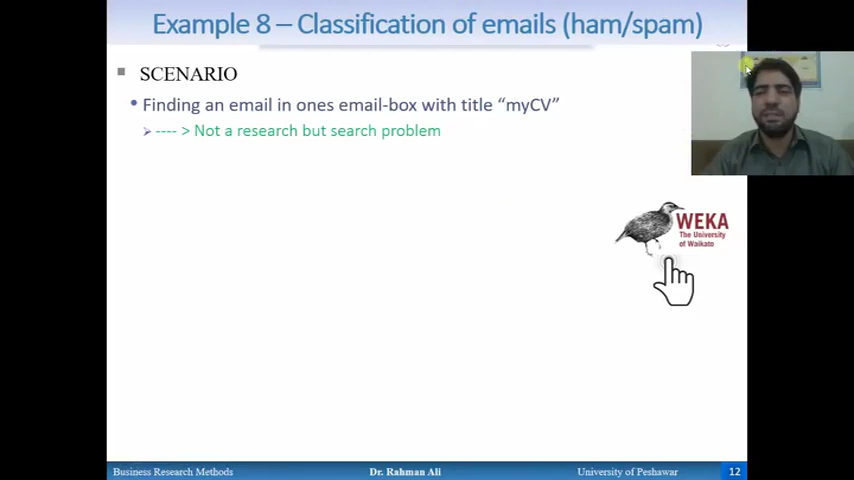 Example 8 – Classification of emails (ham/spam)
SCENARIO
Finding an email in ones email-box with title “myCV”
---- > Not a research but search problem
WEKA
The University
of Waikato
Business Research Methods
Dr. Rahman Ali
University of Peshawar
12